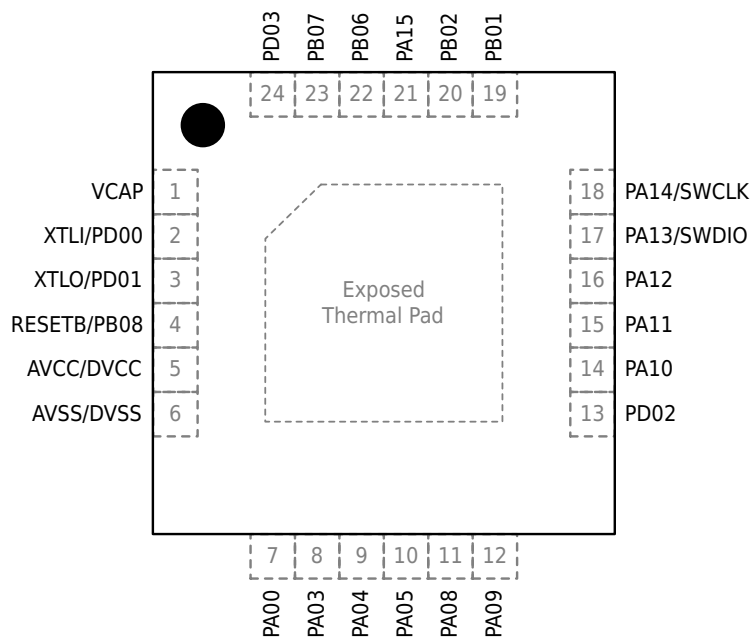 PD03
PB07
PB06
PA15
PB02
PB01
24 23 22 21 20 19
VCAP 1
XTLI/PD00 2
XTLO/PD01 3
RESETB/PB08 4
AVCC/DVCC 5
AVSS/DVSS 6
Exposed
Thermal Pad
18 PA14/SWCLK
17 PA13/SWDIO
16 PA12
15 PA11
14 PA10
13 PD02
7 8 9 10 11 12
PA00
PA03
PA04
PA05
PA08
PA09